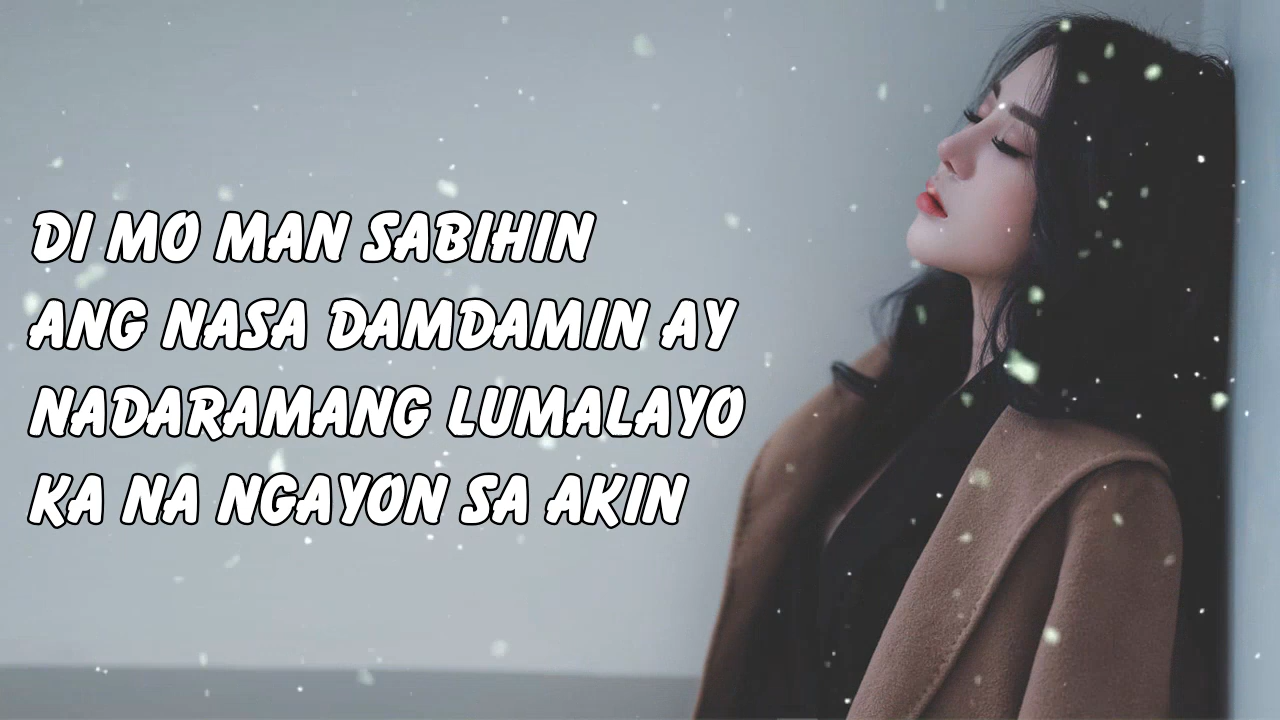 DI MO MAN SABIHIN
ANG NASA DAMDAMIN AY
NADARAMANG LUMALAYO
KA NA NGAYON SA AKIN